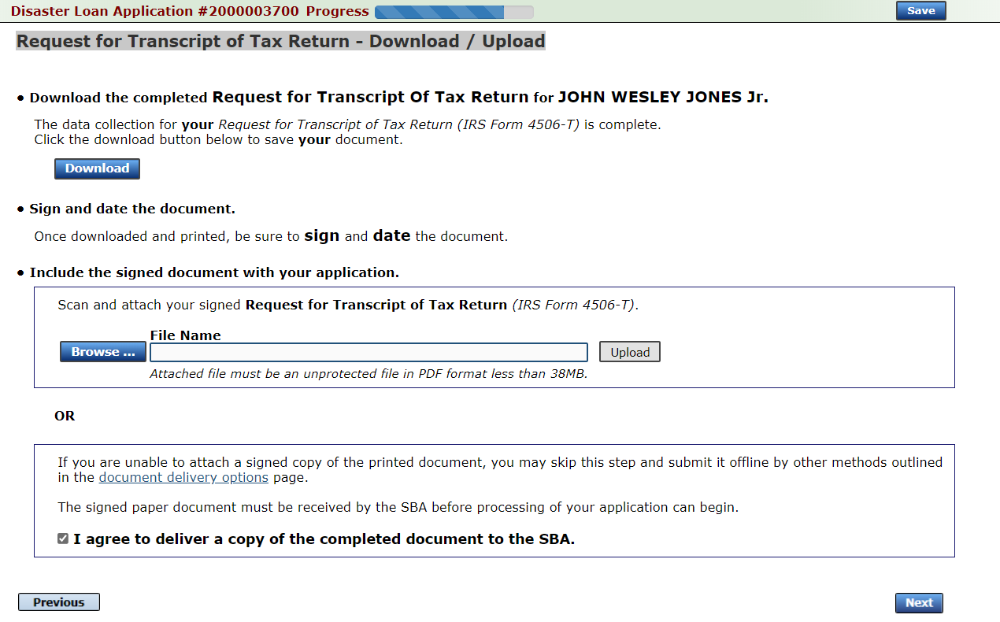 Disaster Loan Application #2000003700 Progress
Save
Request for Transcript of Tax Return - Download / Upload
• Download the completed Request for Transcript Of Tax Return for JOHN WESLEY JONES Jr.
The data collection for your Request for Transcript of Tax Return (IRS Form 4506-T) is complete.
Click the download button below to save your document.
Download
• Sign and date the document.
Once downloaded and printed, be sure to sign and date the document.
• Include the signed document with your application.
Scan and attach your signed Request for Transcript of Tax Return (IRS Form 4506-T).
File Name
Browse ...
Upload
Attached file must be an unprotected file in PDF format less than 38MB.
OR
If you are unable to attach a signed copy of the printed document, you may skip this step and submit it offline by other methods outlined
in the document delivery options page.
The signed paper document must be received by the SBA before processing of your application can begin.
I agree to deliver a copy of the completed document to the SBA.
Previous
Next